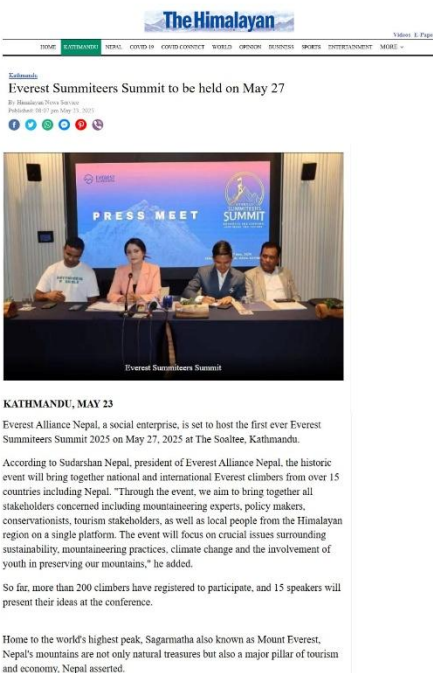 The Himalayan
Videos E-Paper
HOME KATHMANDU NEPAL COVID-19 COVID CONNECT WORLD OPINION BUSINESS SPORTS ENTERTAINMENT MORE
Kathmandu
Everest Summiteers Summit to be held on May 27
By Himalayan News Service
Published: 08:07 pm May 23, 2025
EVEREST
PRESS MEET
SUMMITEERS'
SUMMIT
Everest Summiteers Summit
KATHMANDU, MAY 23
Everest Alliance Nepal, a social enterprise, is set to host the first ever Everest
Summiteers Summit 2025 on May 27, 2025 at The Soaltee, Kathmandu.
According to Sudarshan Nepal, president of Everest Alliance Nepal, the historic
event will bring together national and international Everest climbers from over 15
countries including Nepal. "Through the event, we aim to bring together all
stakeholders concerned including mountaineering experts, policy makers,
conservationists, tourism stakeholders, as well as local people from the Himalayan
region on a single platform. The event will focus on crucial issues surrounding
sustainability, mountaineering practices, climate change and the involvement of
youth in preserving our mountains," he added.
So far, more than 200 climbers have registered to participate, and 15 speakers will
present their ideas at the conference.
Home to the world's highest peak, Sagarmatha also known as Mount Everest,
Nepal's mountains are not only natural treasures but also a major pillar of tourism
and economy, Nepal asserted.